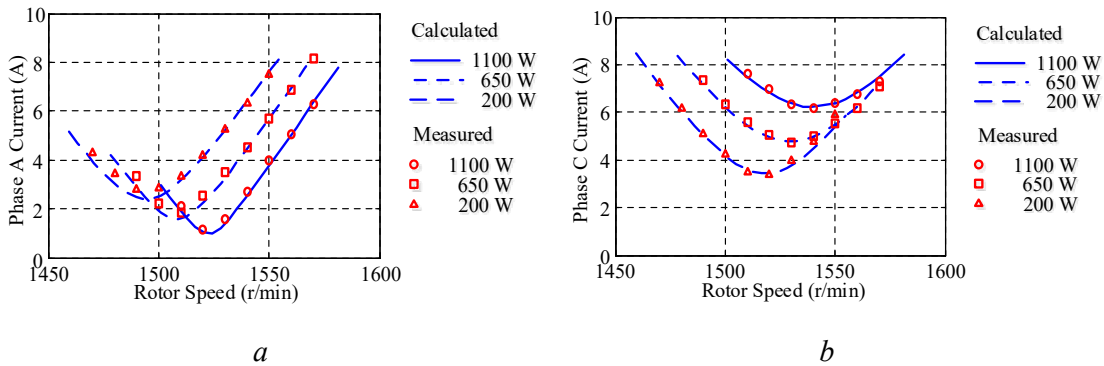 10
8
6
4
2
0
Phase A Current (A)
1450 1500 1550 1600
Rotor Speed (r/min)
Calculated
1100 W
650 W
200 W
Measured
1100 W
650 W
200 W
a
10
8
6
4
2
0
Phase C Current (A)
1450 1500 1550 1600
Rotor Speed (r/min)
Calculated
1100 W
650 W
200 W
Measured
1100 W
650 W
200 W
b